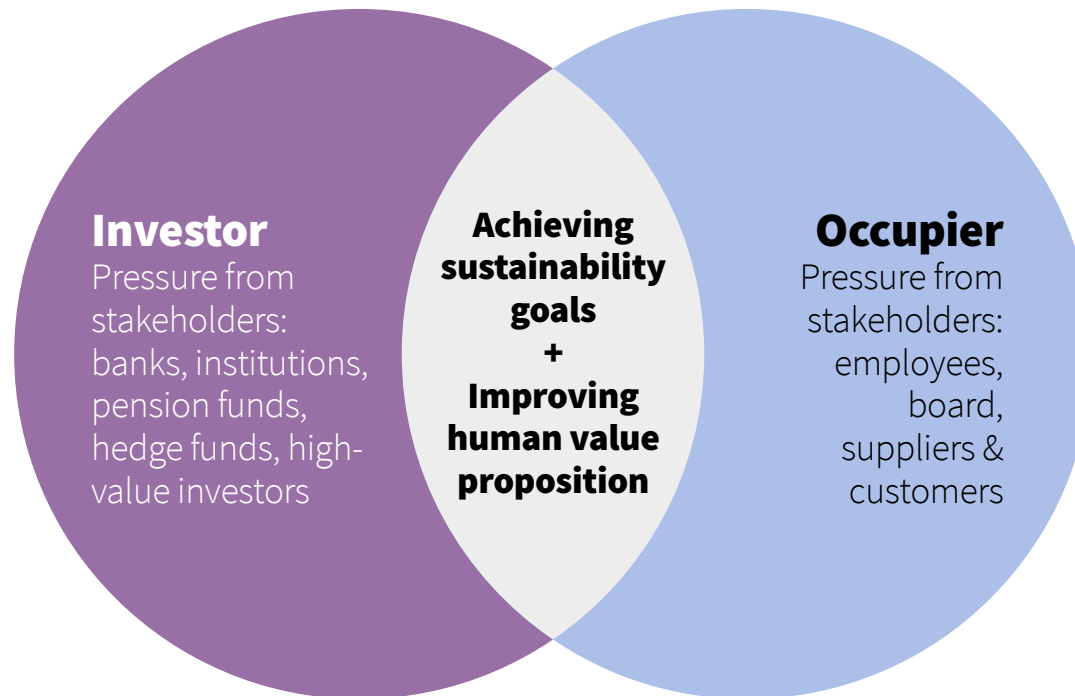 Investor
Pressure from
stakeholders:
banks, institutions,
pension funds,
hedge funds, high-
value investors
Achieving
sustainability
goals
+
Improving
human value
proposition
Occupier
Pressure from
stakeholders:
employees,
board,
suppliers &
customers